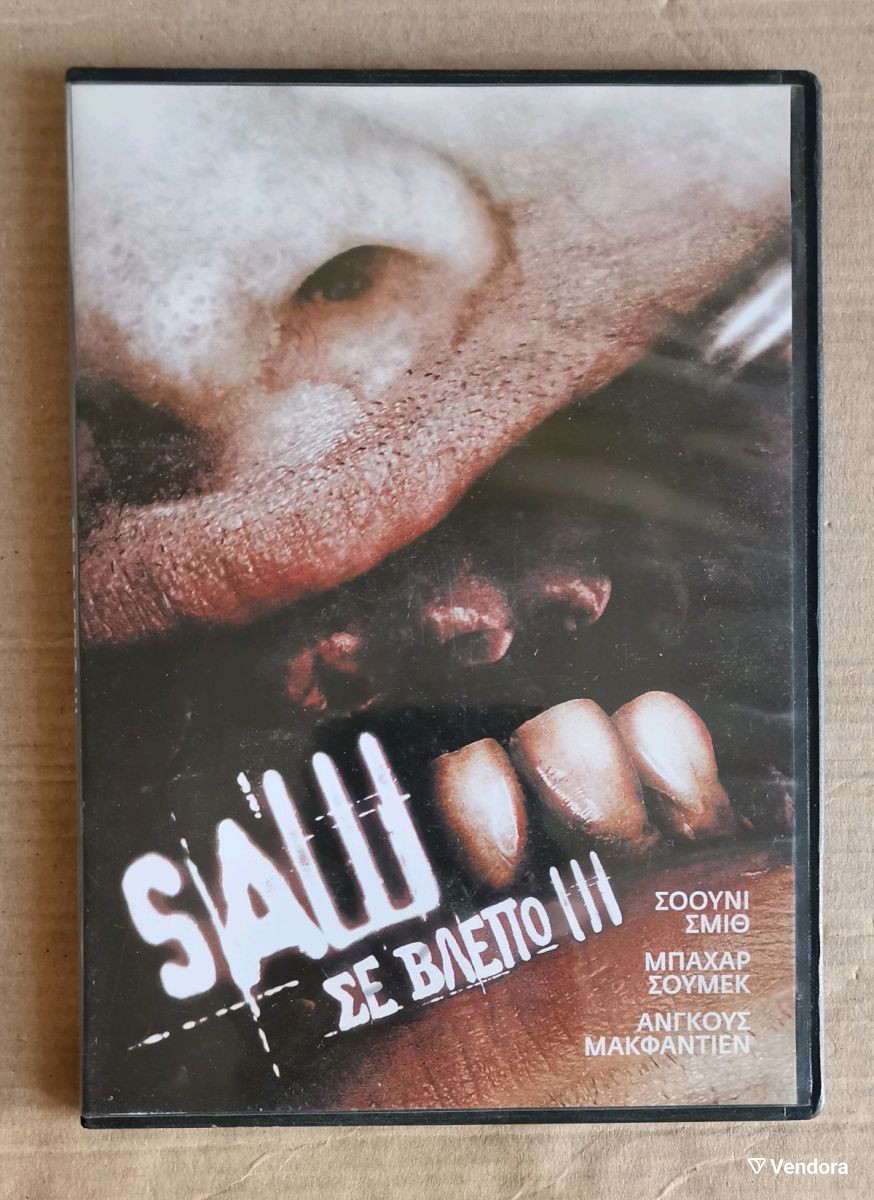 SAW
ΣΕ ΒΛΕΠΩ III
ΣΟΟΥΝΙ
ΣΜΙΘ
ΜΠΑΧΑΡ
ΣΟΥΜΕΚ
ΑΝΓΚΟΥΣ
ΜΑΚΦΑΝΤΙΕΝ
Vendora